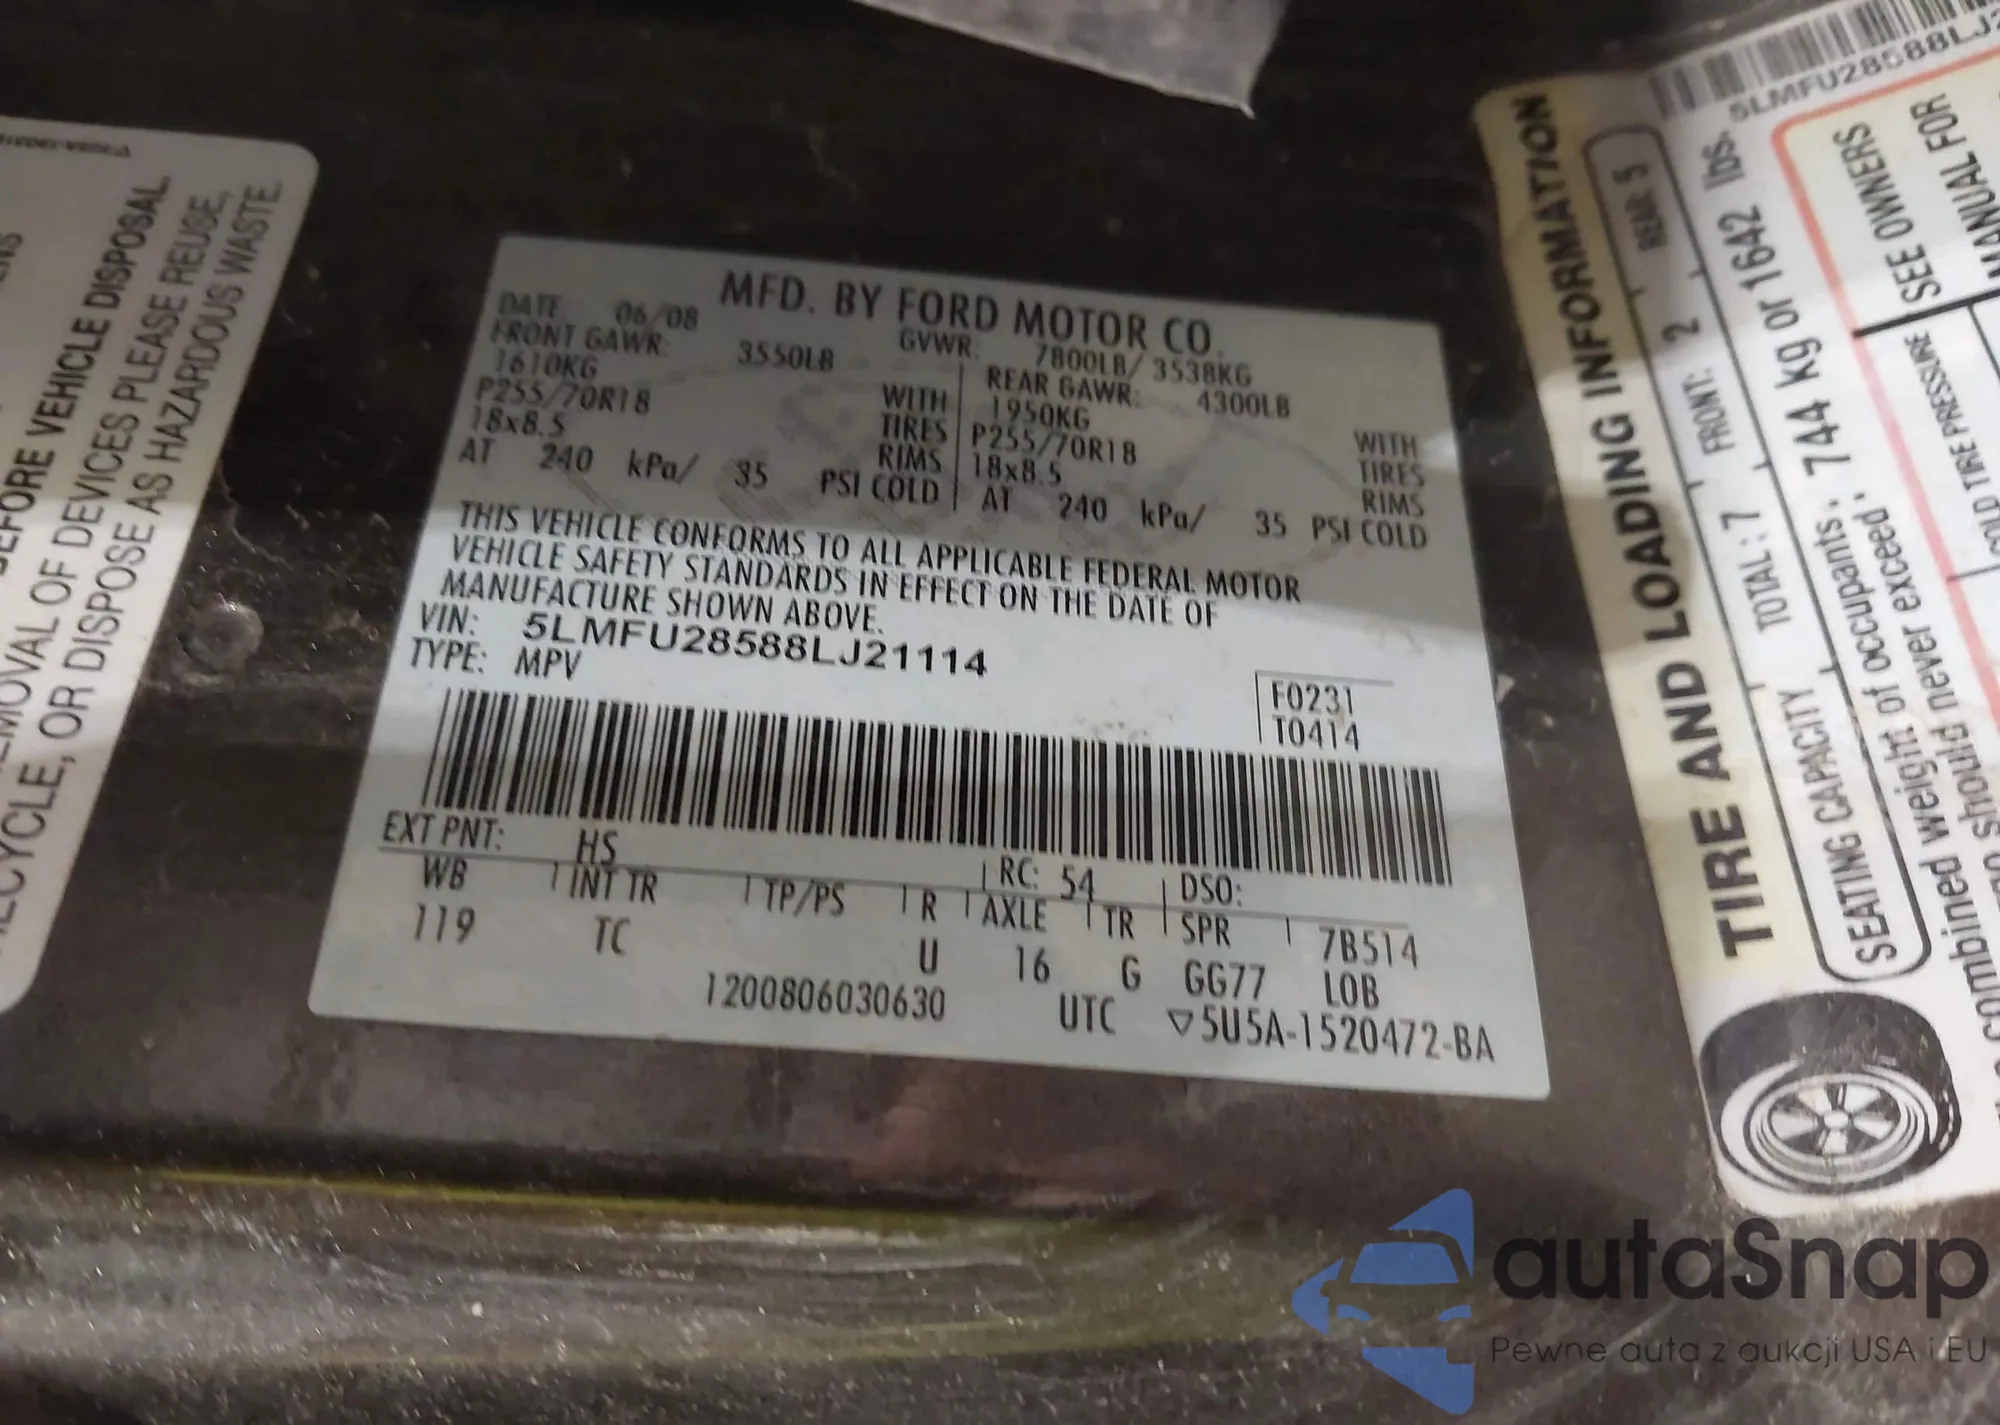 BEFORE VEHICLE DISPOSAL.
REMOVAL OF DEVICES PLEASE REUSE,
RECYCLE, OR DISPOSE AS HAZARDOUS WASTE.
MFD. BY FORD MOTOR CO.
DATE: 06/08 GVWR: 7800LB/ 3538KG
FRONT GAWR: 3550LB REAR GAWR: 4300LB
1610KG WITH 1950KG WITH
P255/70R18 TIRES P255/70R18 TIRES
18x8.5 RIMS 18x8.5 RIMS
AT 240 kPa/ 35 PSI COLD AT 240 kPa/ 35 PSI COLD
THIS VEHICLE CONFORMS TO ALL APPLICABLE FEDERAL MOTOR
VEHICLE SAFETY STANDARDS IN EFFECT ON THE DATE OF
MANUFACTURE SHOWN ABOVE.
VIN: 5LMFU28588LJ21114
TYPE: MPV
F0231
T0414
EXT PNT: HS RC: 54 DSO:
WB INT TR TP/PS R AXLE TR SPR 7B514
119 TC U 16 G GG77 LOB
1200806030630 UTC ▽5U5A-1520472-BA
5LMFU28588LJ2
TIRE AND LOADING INFORMATION
SEATING CAPACITY TOTAL: 7 FRONT: 2 REAR: 5
combined weight of occupants
should never exceed: 744 kg or 1642 lbs.
COLD TIRE PRESSURE
SEE OWNERS
MANUAL FOR
autaSnap
Pewne auta z aukcji USA i EU